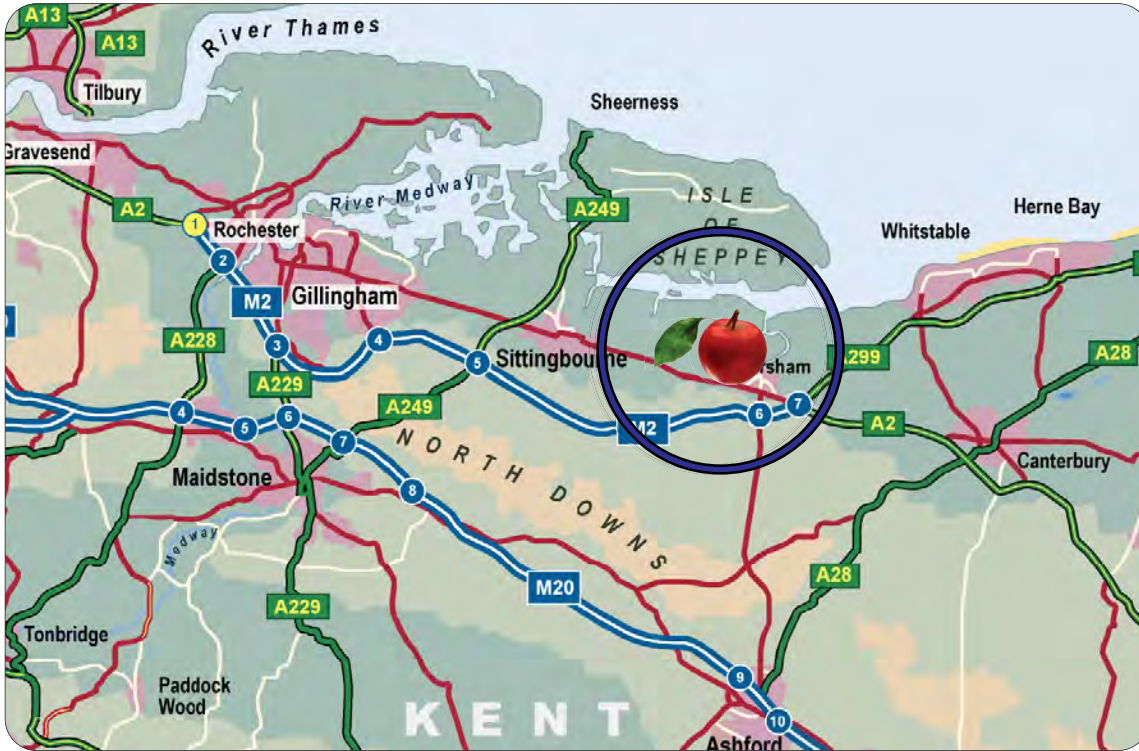 A13
A13
River Thames
Tilbury
Sheerness
Gravesend
River Medway
ISLE
OF
SHEPPEY
A2
1
Rochester
A249
Herne Bay
Whitstable
2
M2
Gillingham
A228
3
4
5
Sittingbourne
rsham
A299
A28
A229
4
5
6
A249
7
M2
6
7
A2
Maidstone
8
NORTH DOWNS
Canterbury
Medway
M20
A28
A229
Tonbridge
Paddock
Wood
9
10
KENT
Ashford